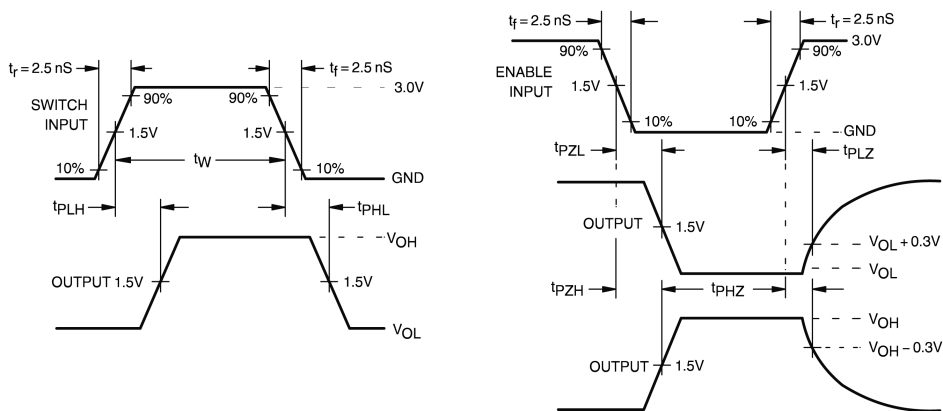 tr = 2.5 nS
tf = 2.5 nS
3.0V
90%
90%
SWITCH
INPUT
1.5V
1.5V
tW
10%
10%
GND
tPLH
tPHL
VOH
OUTPUT 1.5V
1.5V
VOL
tf = 2.5 nS
tr = 2.5 nS
3.0V
90%
90%
ENABLE
INPUT
1.5V
1.5V
10%
10%
GND
tPZL
tPLZ
OUTPUT
1.5V
VOL + 0.3V
VOL
tPZH
tPHZ
VOH
VOH – 0.3V
OUTPUT
1.5V